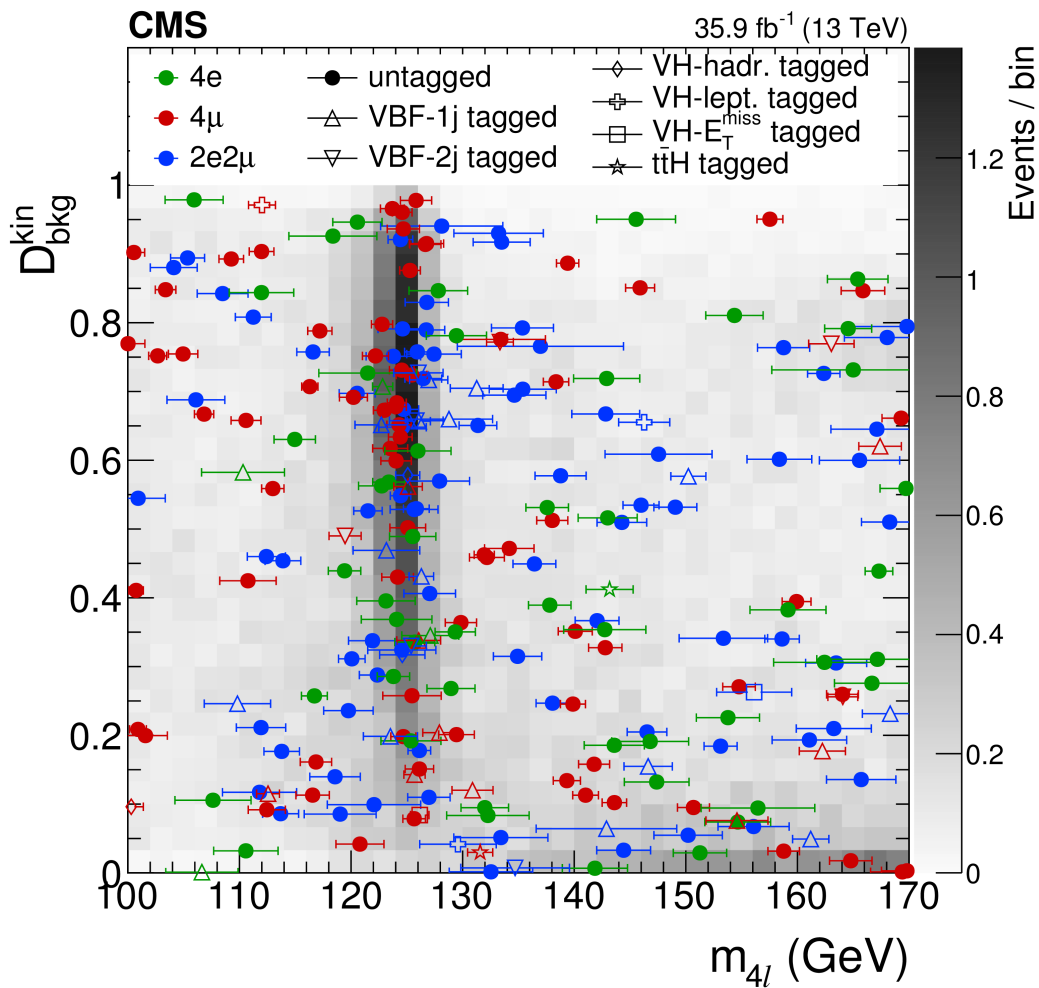 CMS
35.9 fb⁻¹ (13 TeV)
4e
4μ
2e2μ
untagged
VBF-1j tagged
VBF-2j tagged
VH-hadr. tagged
VH-lept. tagged
VH-E_T^miss tagged
tt̄H tagged
D_bkg^kin
1
0.8
0.6
0.4
0.2
0
100
110
120
130
140
150
160
170
m_4l (GeV)
Events / bin
1.2
1
0.8
0.6
0.4
0.2
0